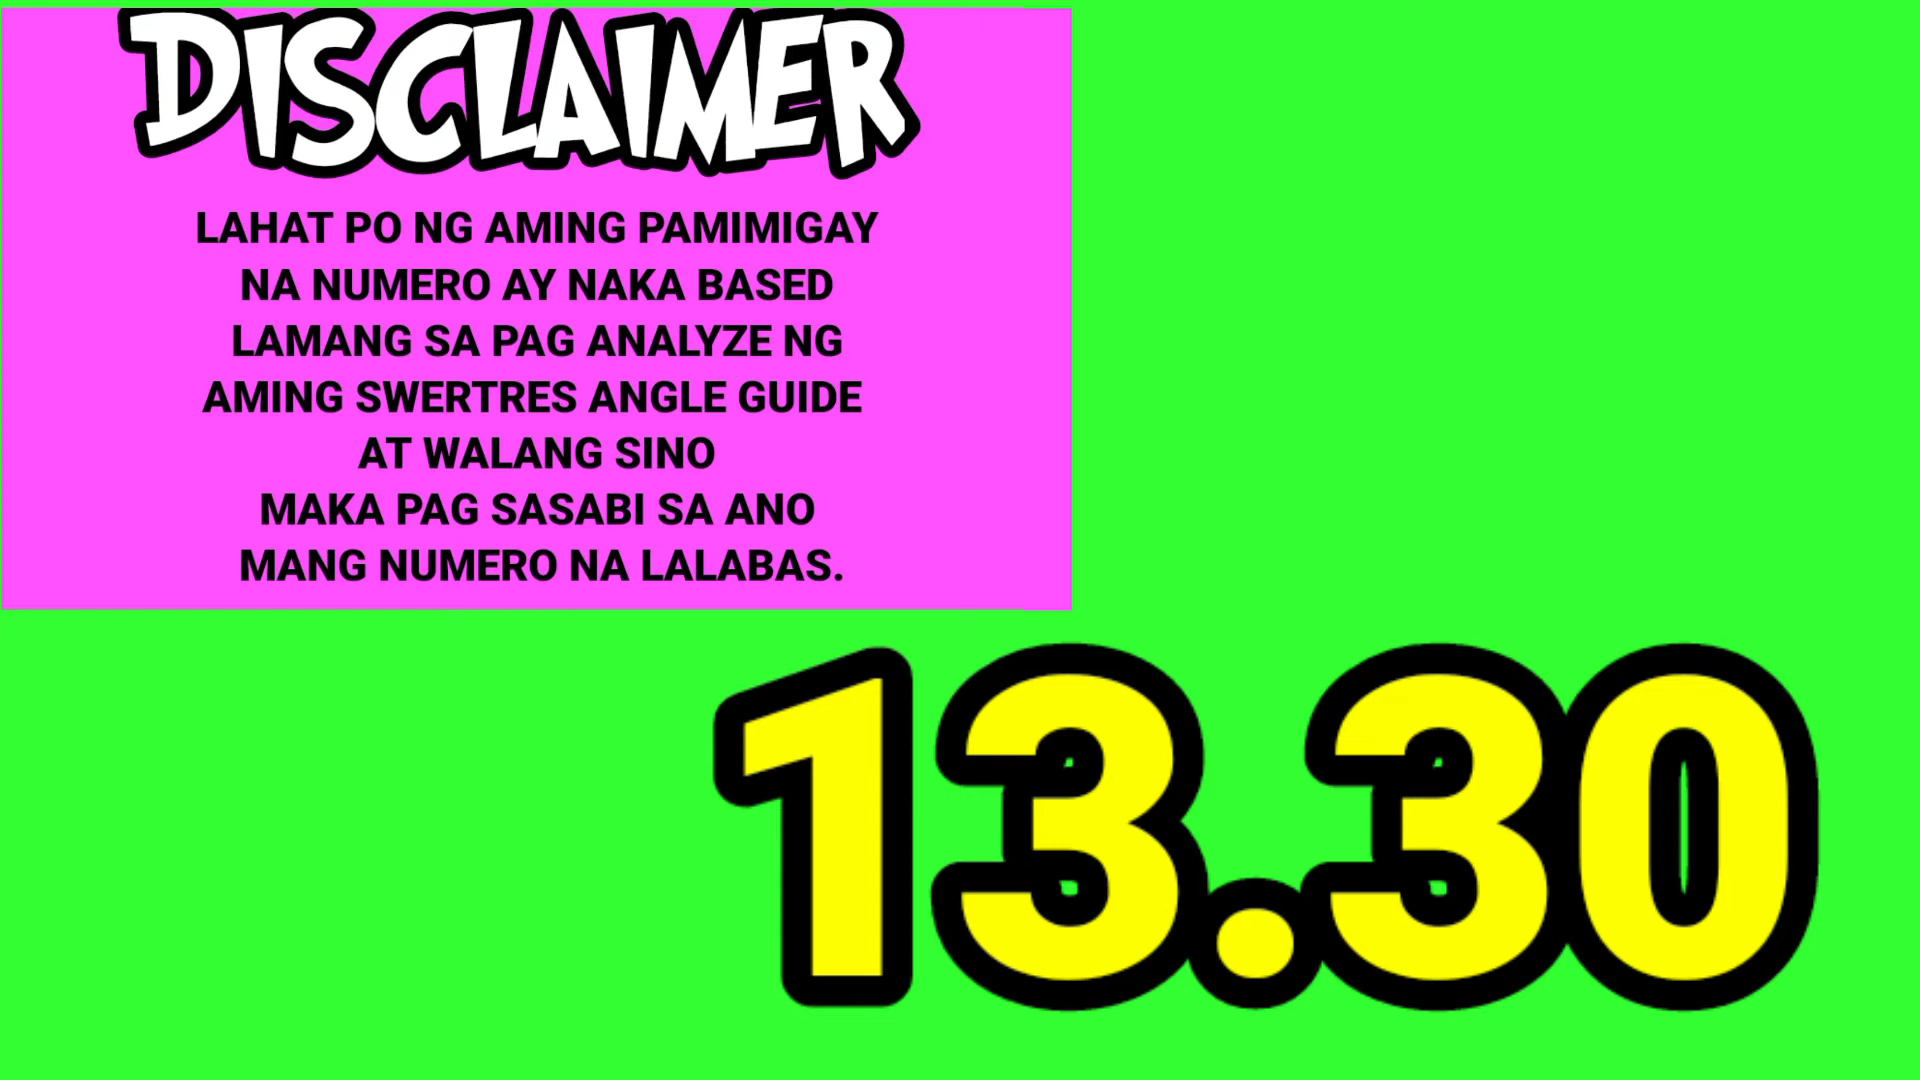 DISCLAIMER
LAHAT PO NG AMING PAMIMIGAY
NA NUMERO AY NAKA BASED
LAMANG SA PAG ANALYZE NG
AMING SWERTRES ANGLE GUIDE
AT WALANG SINO
MAKA PAG SASABI SA ANO
MANG NUMERO NA LALABAS.
13.30